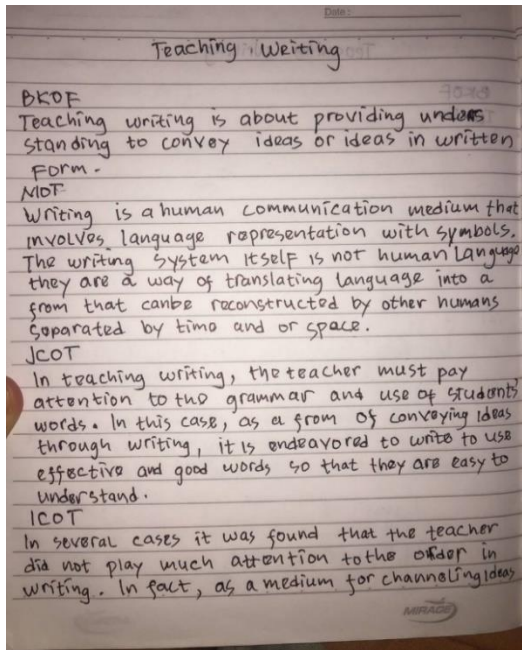 Date:
Teaching Writing
BKOF
Teaching writing is about providing unders
standing to convey ideas or ideas in written
Form.
MOT
Writing is a human communication medium that
involves language representation with symbols.
The writing system itself is not human Language
they are a way of translating language into a
from that canbe reconstructed by other humans
separated by time and or space.
JCOT
In teaching writing, the teacher must pay
attention to the grammar and use of students'
words. In this case, as a from of conveying Ideas
through writing, it is endeavored to write to use
effective and good words so that they are easy to
understand.
ICOT
In several cases it was found that the teacher
did not play much attention to the order in
writing. In fact, as a medium for channeling Ideas
MIRAGE